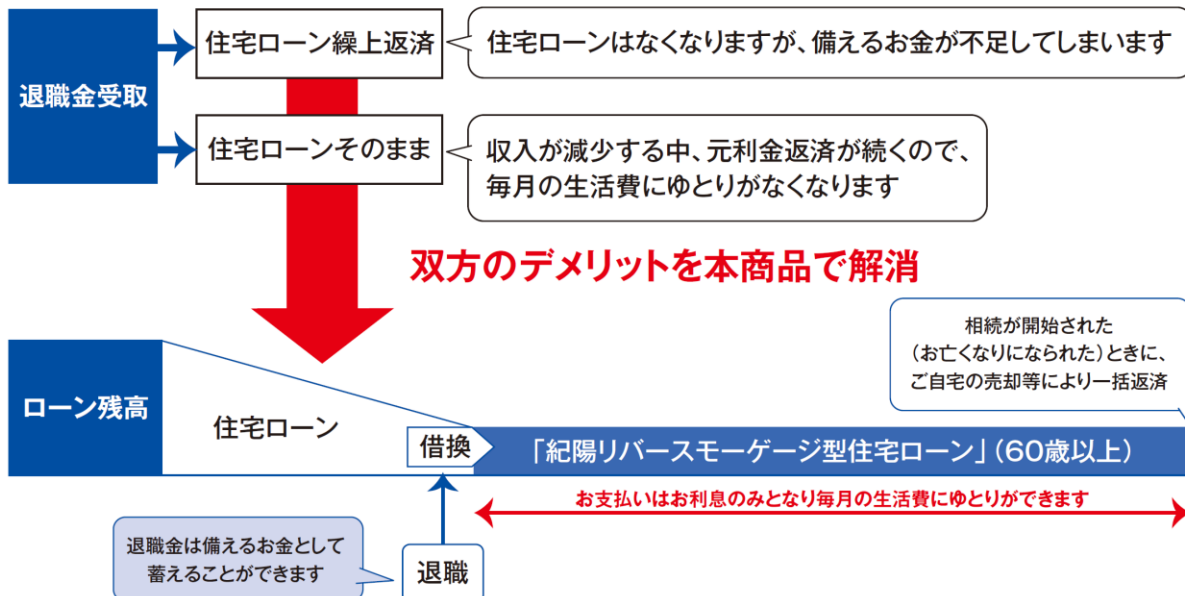 退職金受取
住宅ローン繰上返済
住宅ローンはなくなりますが、備えるお金が不足してしまいます
住宅ローンそのまま
収入が減少する中、元利金返済が続くので、
毎月の生活費にゆとりがなくなります
双方のデメリットを本商品で解消
相続が開始された
（お亡くなりになられた）ときに、
ご自宅の売却等により一括返済
ローン残高
住宅ローン
借換
「紀陽リバースモーゲージ型住宅ローン」（60歳以上）
お支払いはお利息のみとなり毎月の生活費にゆとりができます
退職金は備えるお金として
蓄えることができます
退職